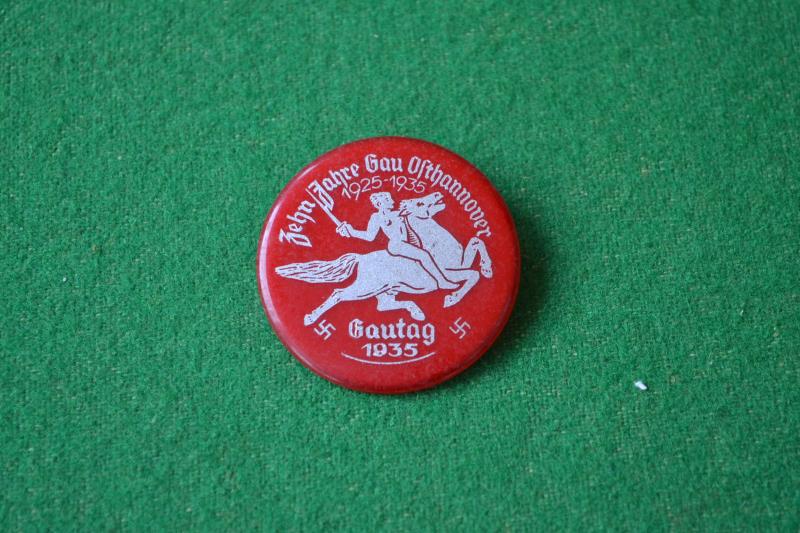 Zehn Jahre Gau Osthannover
1925-1935
Gautag
1935